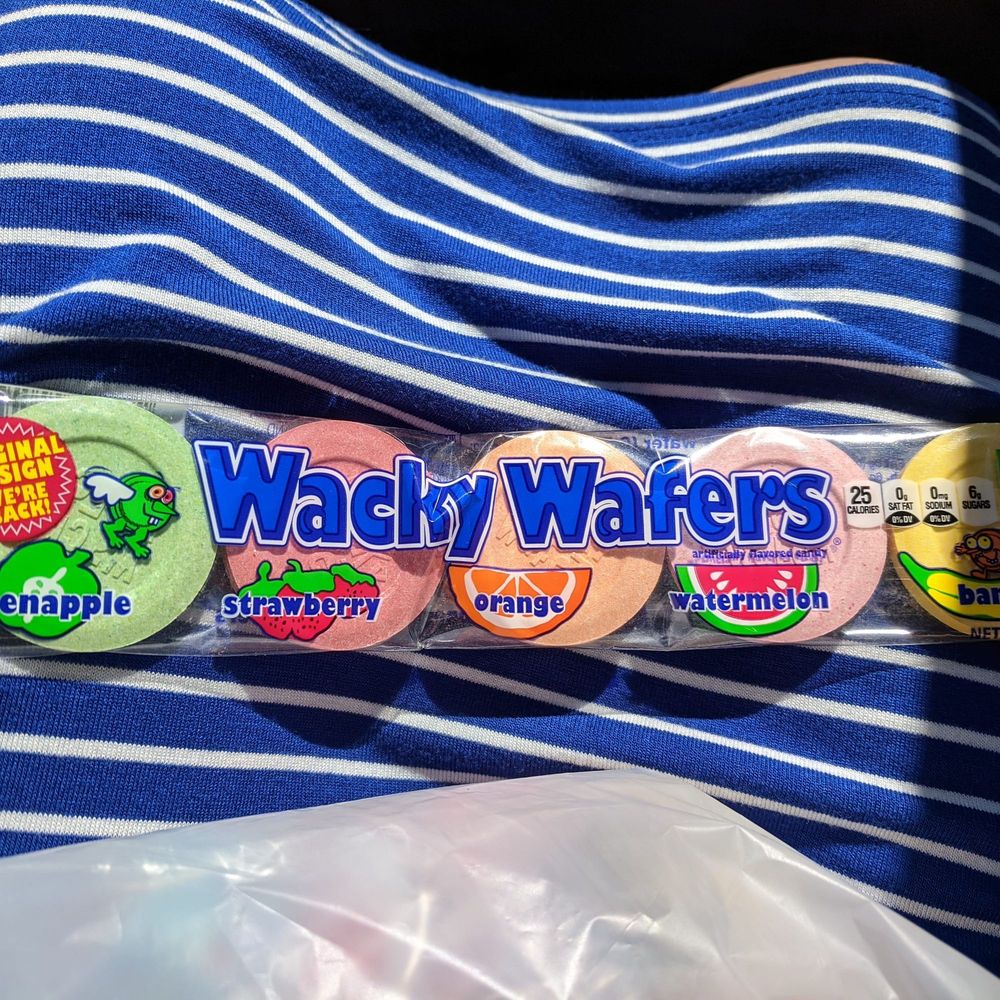 GINAL
SIGN
WE'RE
ACK!
Wacky Wafers®
artificially flavored candy
enapple
strawberry
orange
watermelon
25
CALORIES
0g
SAT FAT
0% DV
0mg
SODIUM
0% DV
6g
SUGARS
ban
NET